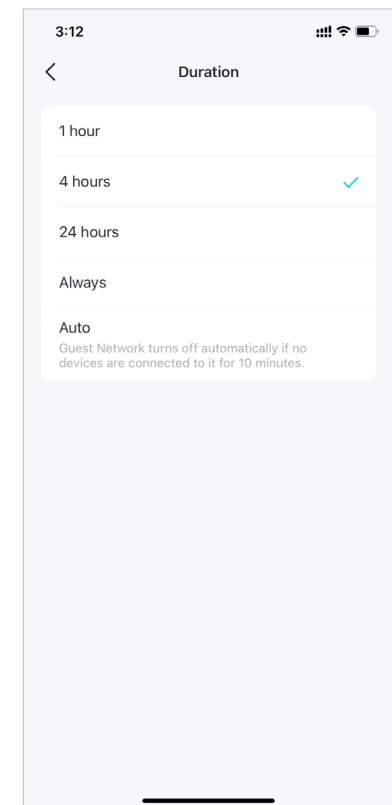 3:12
Duration
1 hour
4 hours
24 hours
Always
Auto
Guest Network turns off automatically if no
devices are connected to it for 10 minutes.